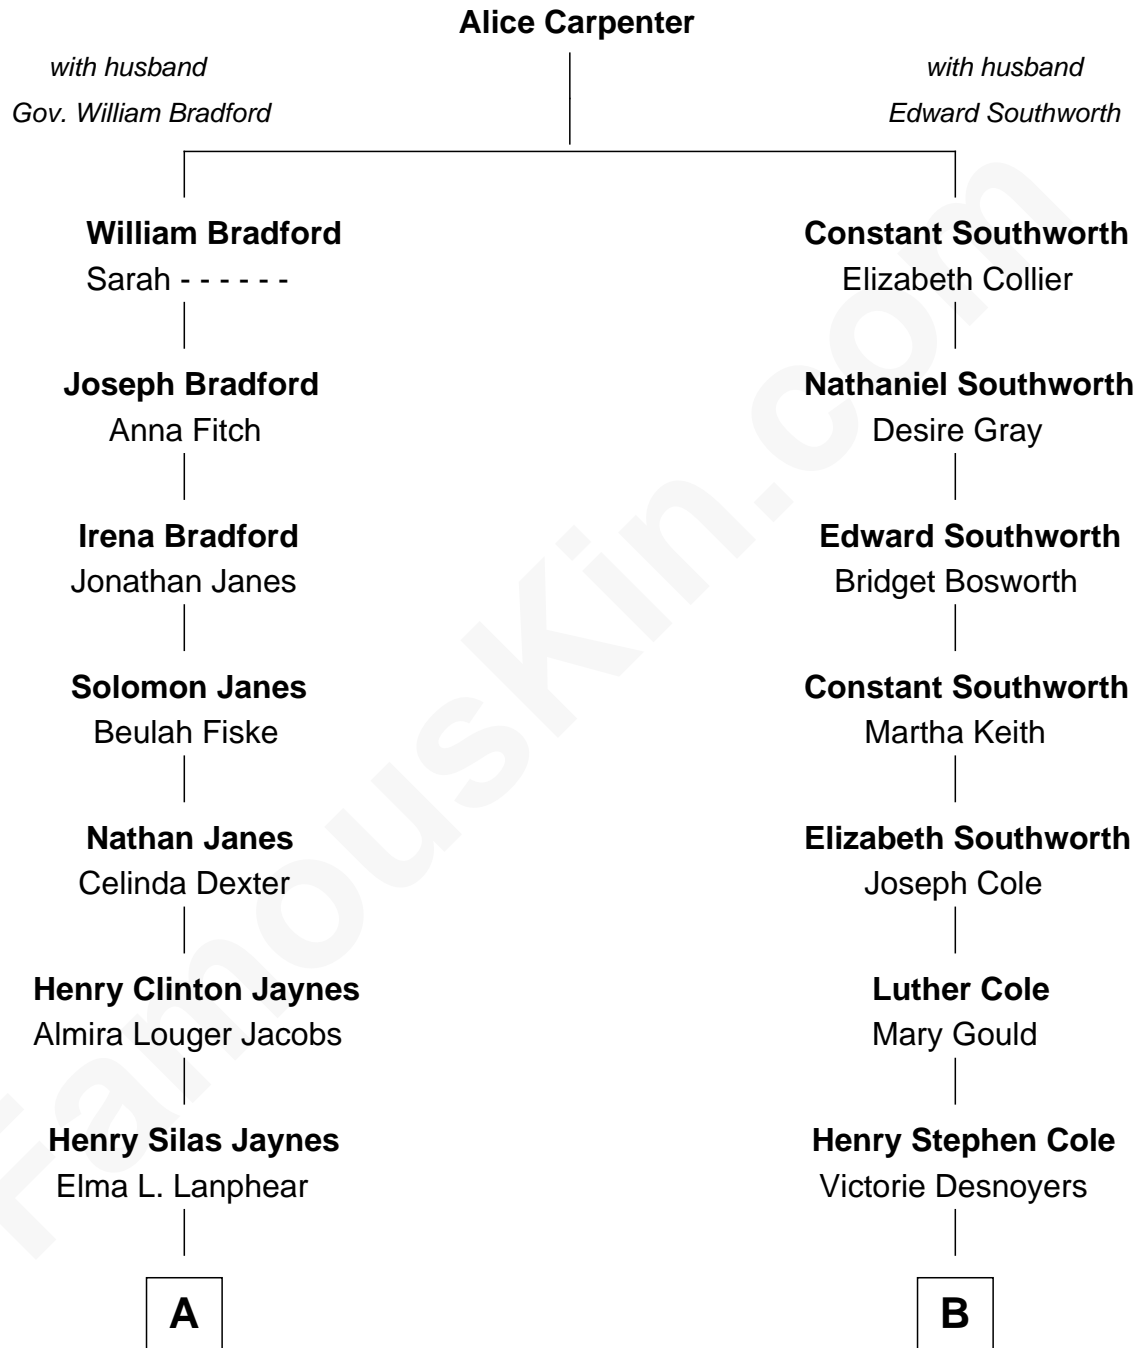 Alice Carpenter
with husband
Gov. William Bradford
with husband
Edward Southworth
William Bradford
Sarah - - - - - -
Constant Southworth
Elizabeth Collier
Joseph Bradford
Anna Fitch
Nathaniel Southworth
Desire Gray
Irena Bradford
Jonathan Janes
Edward Southworth
Bridget Bosworth
Solomon Janes
Beulah Fiske
Constant Southworth
Martha Keith
Nathan Janes
Celinda Dexter
Elizabeth Southworth
Joseph Cole
Henry Clinton Jaynes
Almira Louger Jacobs
Luther Cole
Mary Gould
Henry Silas Jaynes
Elma L. Lanphear
Henry Stephen Cole
Victorie Desnoyers
A
B
FamousKin.com